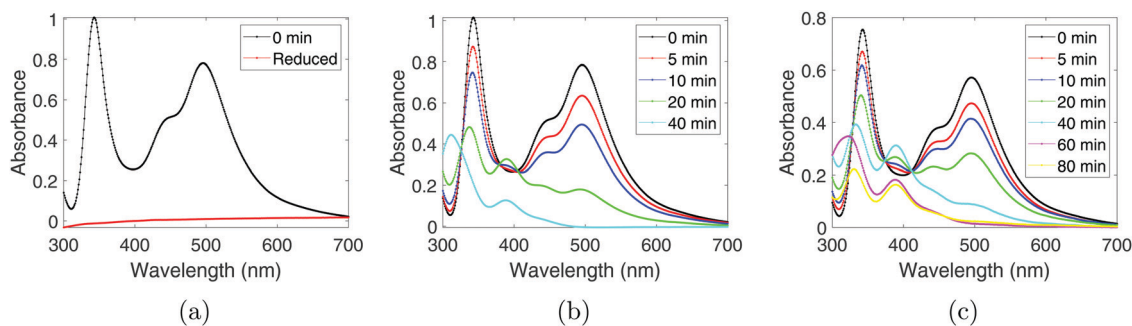 1
0.8
0.6
0.4
0.2
0
Absorbance
300 400 500 600 700
Wavelength (nm)
0 min
Reduced
(a)
1
0.8
0.6
0.4
0.2
0
Absorbance
300 400 500 600 700
Wavelength (nm)
0 min
5 min
10 min
20 min
40 min
(b)
0.8
0.6
0.4
0.2
0
Absorbance
300 400 500 600 700
Wavelength (nm)
0 min
5 min
10 min
20 min
40 min
60 min
80 min
(c)